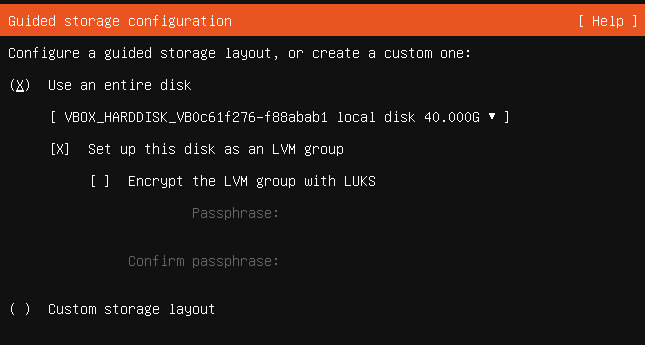 Guided storage configuration [ Help ]
Configure a guided storage layout, or create a custom one:
(X) Use an entire disk
[ VBOX_HARDDISK_VB0c61f276-f88abab1 local disk 40.000G ▼ ]
[X] Set up this disk as an LVM group
[ ] Encrypt the LVM group with LUKS
Passphrase:
Confirm passphrase:
( ) Custom storage layout